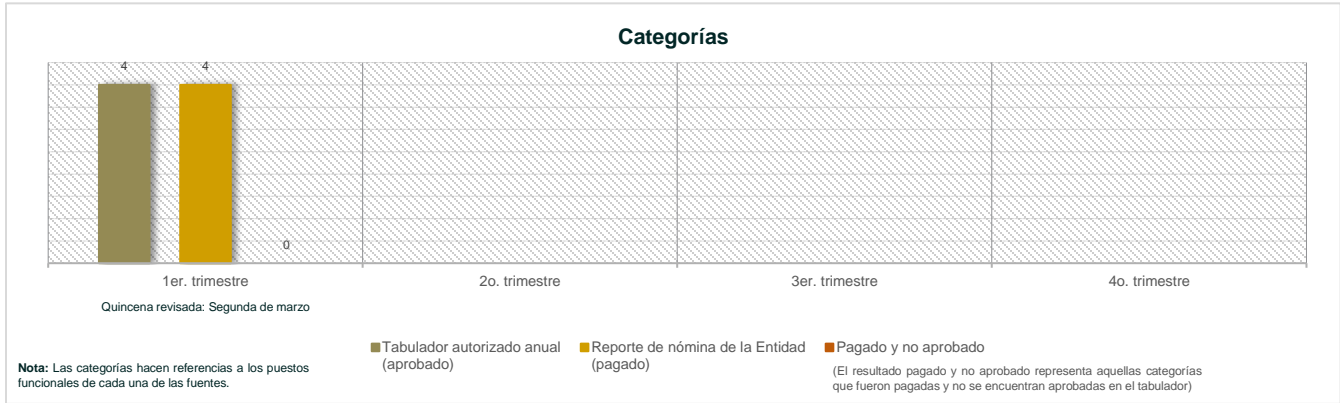 Categorías
4 4
0
1er. trimestre 2o. trimestre 3er. trimestre 4o. trimestre
Quincena revisada: Segunda de marzo
Tabulador autorizado anual
(aprobado)
Reporte de nómina de la Entidad
(pagado)
Pagado y no aprobado
(El resultado pagado y no aprobado representa aquellas categorías
que fueron pagadas y no se encuentran aprobadas en el tabulador)
Nota: Las categorías hacen referencias a los puestos
funcionales de cada una de las fuentes.